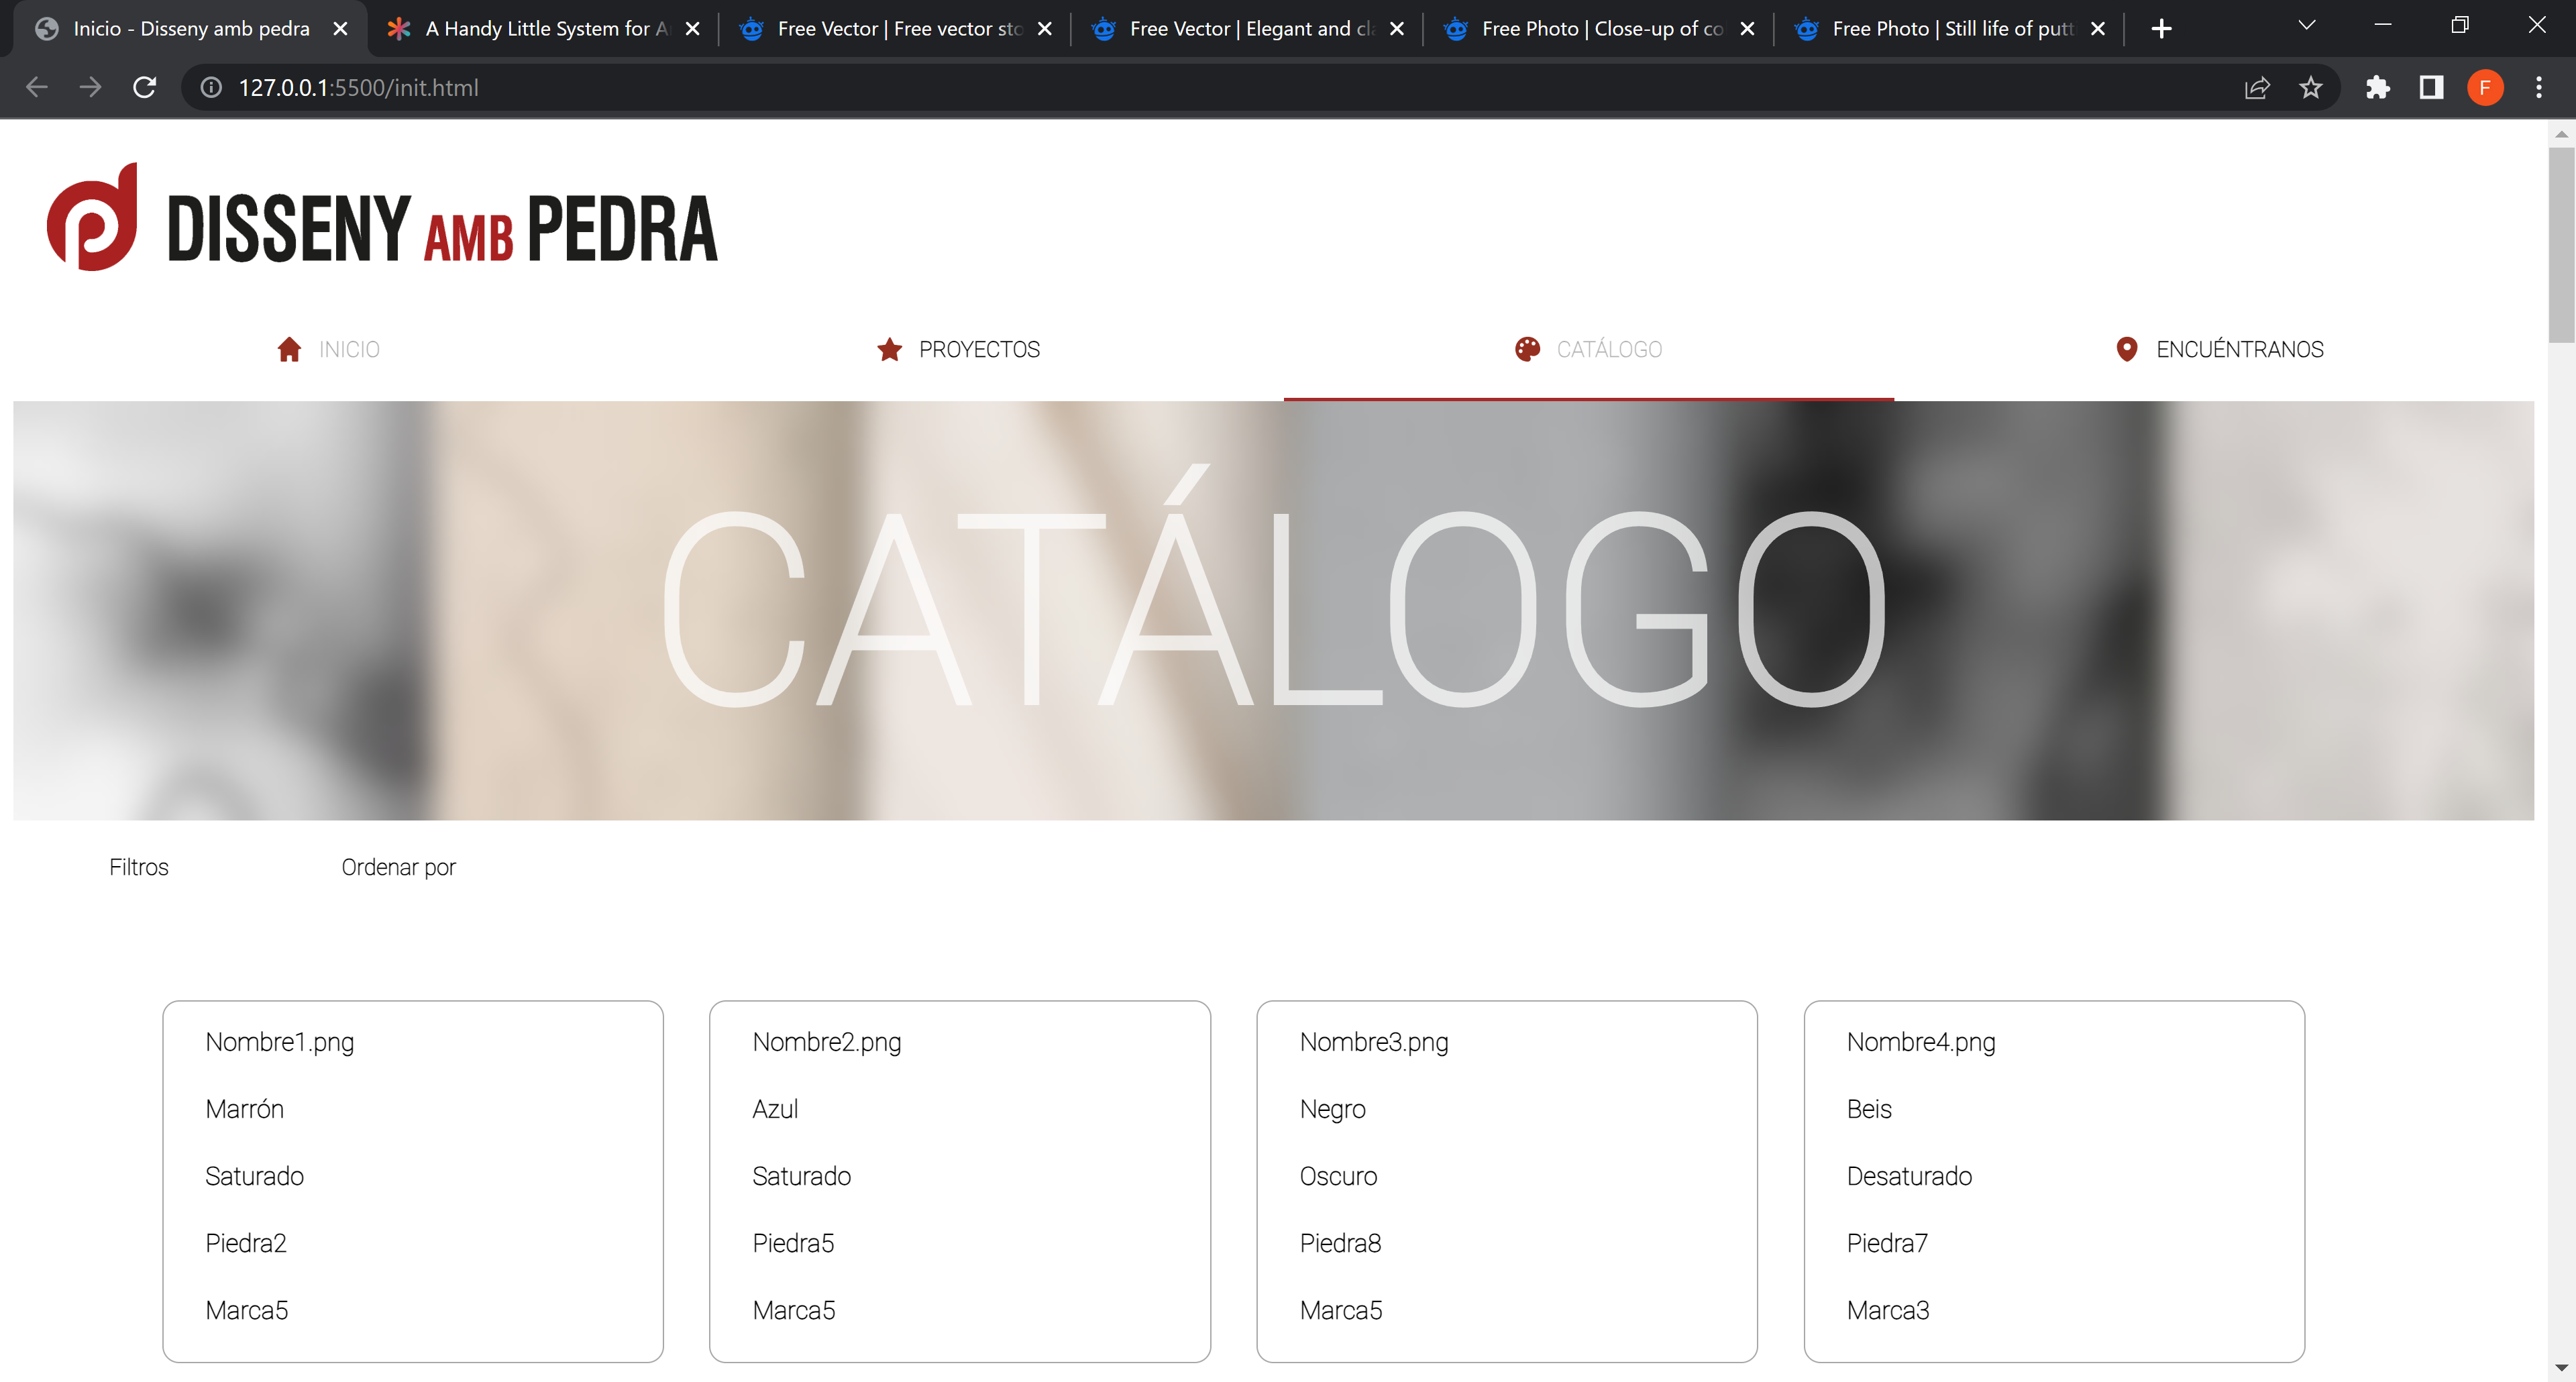 Inicio - Disseny amb pedra
A Handy Little System for A
Free Vector | Free vector sto
Free Vector | Elegant and cla
Free Photo | Close-up of co
Free Photo | Still life of putt
127.0.0.1:5500/init.html
F
DISSENY AMB PEDRA
INICIO
PROYECTOS
CATÁLOGO
ENCUÉNTRANOS
CATÁLOGO
Filtros
Ordenar por
Nombre1.png
Marrón
Saturado
Piedra2
Marca5
Nombre2.png
Azul
Saturado
Piedra5
Marca5
Nombre3.png
Negro
Oscuro
Piedra8
Marca5
Nombre4.png
Beis
Desaturado
Piedra7
Marca3